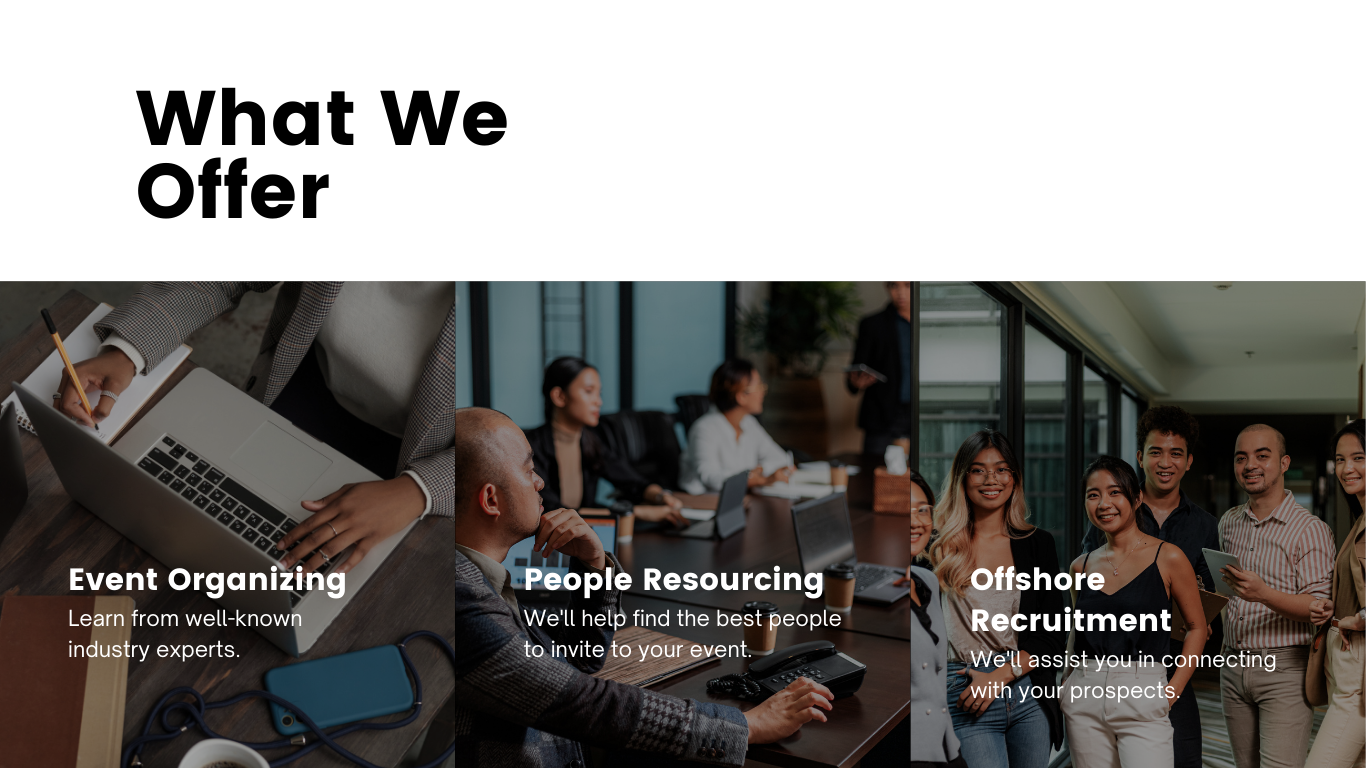 What We
Offer
Event Organizing
Learn from well-known
industry experts.
People Resourcing
We'll help find the best people
to invite to your event.
Offshore
Recruitment
We'll assist you in connecting
with your prospects.